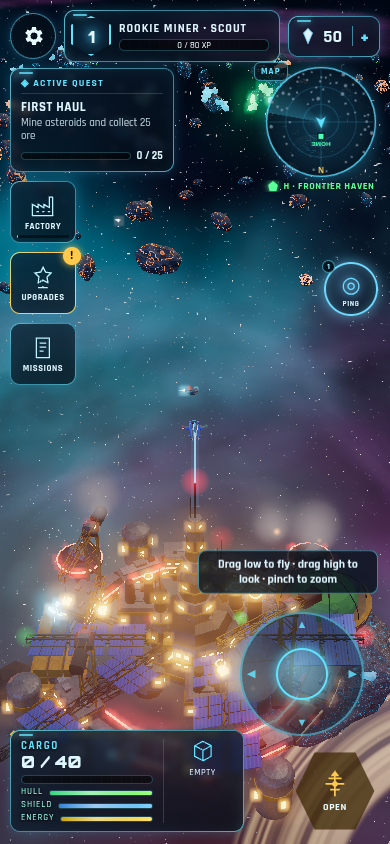 1
ROOKIE MINER · SCOUT
0 / 80 XP
50
+
MAP
ACTIVE QUEST
FIRST HAUL
Mine asteroids and collect 25
ore
0 / 25
HOME
N
H · FRONTIER HAVEN
FACTORY
!
UPGRADES
1
PING
MISSIONS
Drag low to fly · drag high to
look · pinch to zoom
CARGO
0 / 40
EMPTY
HULL
SHIELD
ENERGY
OPEN